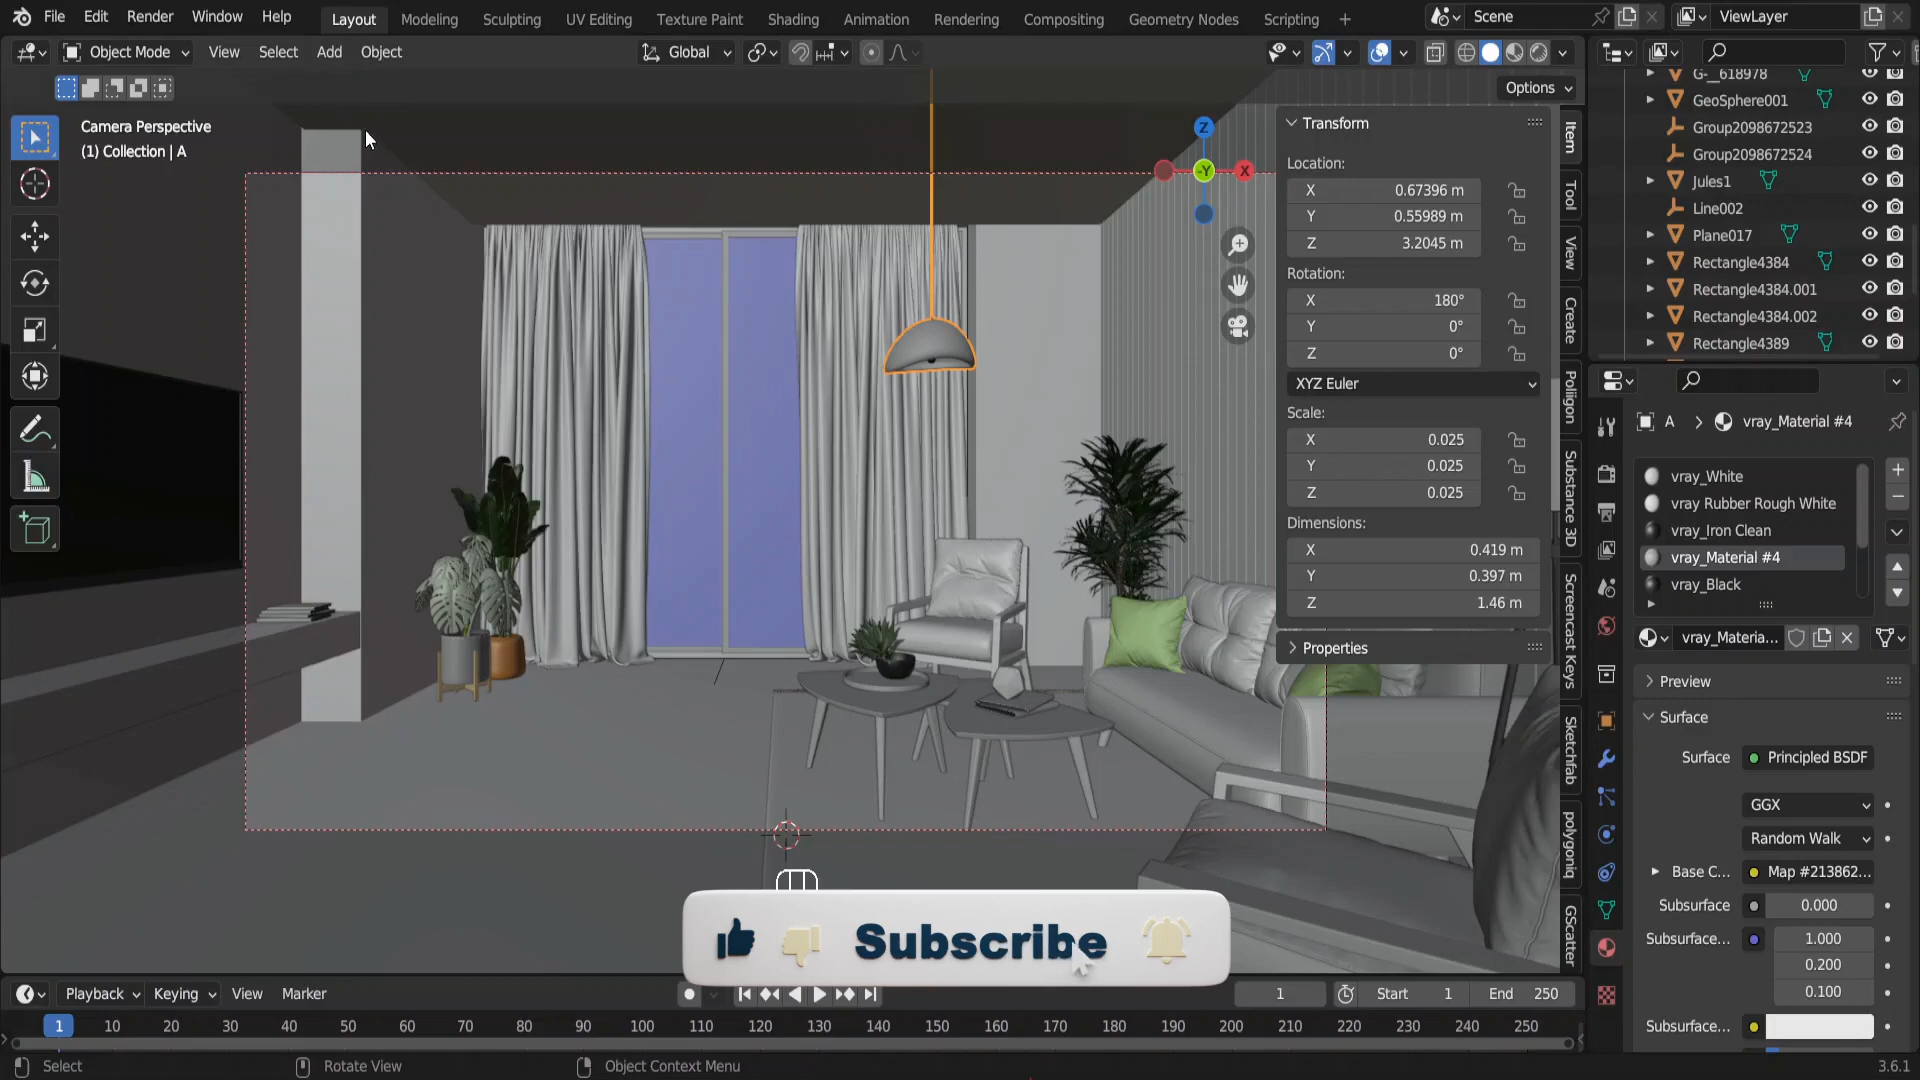 File Edit Render Window Help Layout Modeling Sculpting UV Editing Texture Paint Shading Animation Rendering Compositing Geometry Nodes Scripting + Scene ViewLayer
Object Mode View Select Add Object Global
Options
Camera Perspective
(1) Collection | A
Z
-Y
X
Transform
Location:
X 0.67396 m
Y 0.55989 m
Z 3.2045 m
Rotation:
X 180°
Y 0°
Z 0°
XYZ Euler
Scale:
X 0.025
Y 0.025
Z 0.025
Dimensions:
X 0.419 m
Y 0.397 m
Z 1.46 m
Properties
Item
Tool
View
Create
Poliigon
Substance 3D
Screencast Keys
Sketchfab
polygoniq
GScatter
G-__618978
GeoSphere001
Group2098672523
Group2098672524
Jules1
Line002
Plane017
Rectangle4384
Rectangle4384.001
Rectangle4384.002
Rectangle4389
A > vray_Material #4
vray_White
vray Rubber Rough White
vray_Iron Clean
vray_Material #4
vray_Black
vray_Materia...
Preview
Surface
Surface Principled BSDF
GGX
Random Walk
Base C... Map #213862...
Subsurface 0.000
Subsurface... 1.000
0.200
0.100
Subsurface...
Subscribe
Playback Keying View Marker 1 Start 1 End 250
1 10 20 30 40 50 60 70 80 90 100 110 120 130 140 150 160 170 180 190 200 210 220 230 240 250
Select Rotate View Object Context Menu 3.6.1